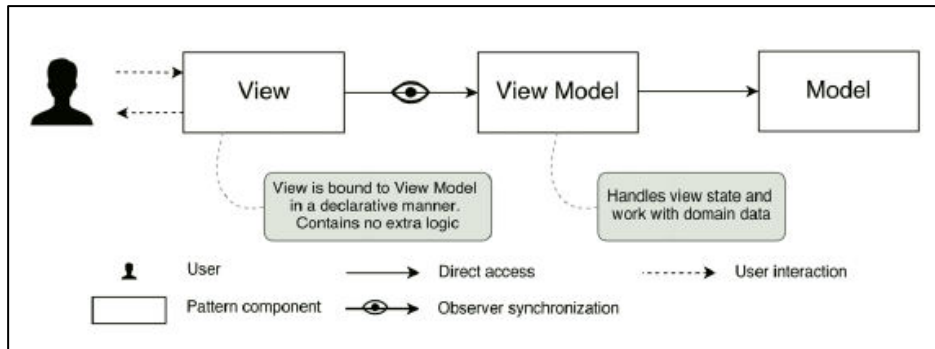 View
View Model
Model
View is bound to View Model
in a declarative manner.
Contains no extra logic
Handles view state and
work with domain data
User
Direct access
User interaction
Pattern component
Observer synchronization